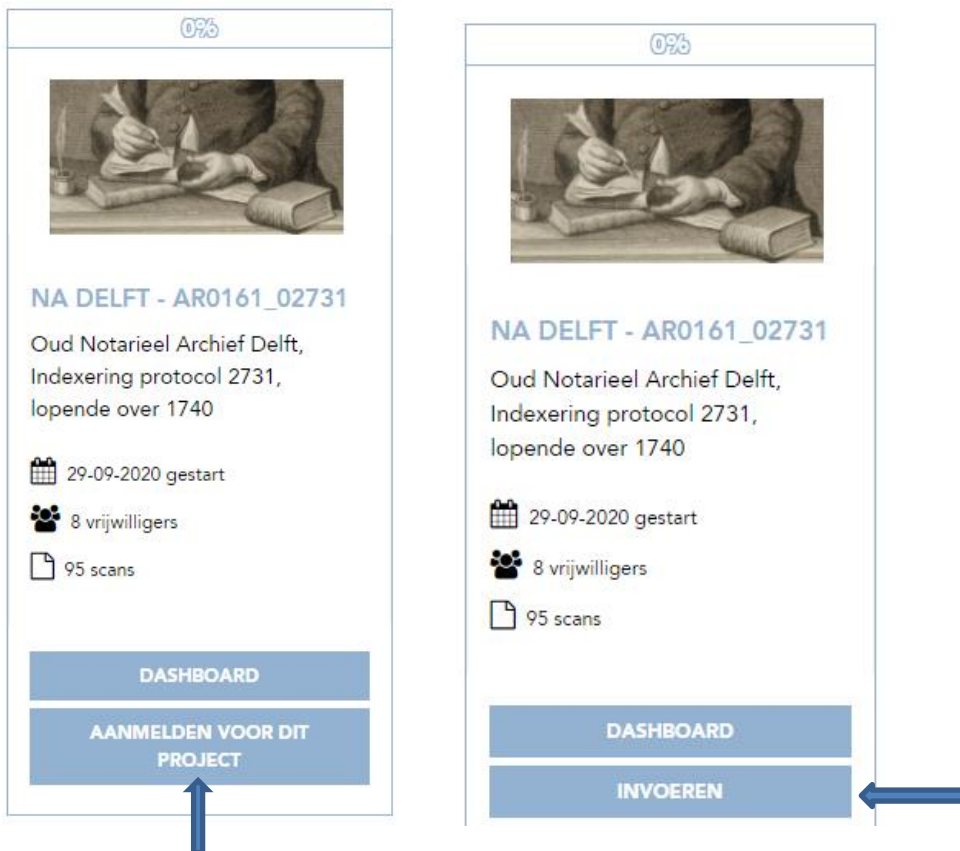 0%
NA DELFT - AR0161_02731
Oud Notarieel Archief Delft,
Indexering protocol 2731,
lopende over 1740
29-09-2020 gestart
8 vrijwilligers
95 scans
DASHBOARD
AANMELDEN VOOR DIT
PROJECT
0%
NA DELFT - AR0161_02731
Oud Notarieel Archief Delft,
Indexering protocol 2731,
lopende over 1740
29-09-2020 gestart
8 vrijwilligers
95 scans
DASHBOARD
INVOEREN